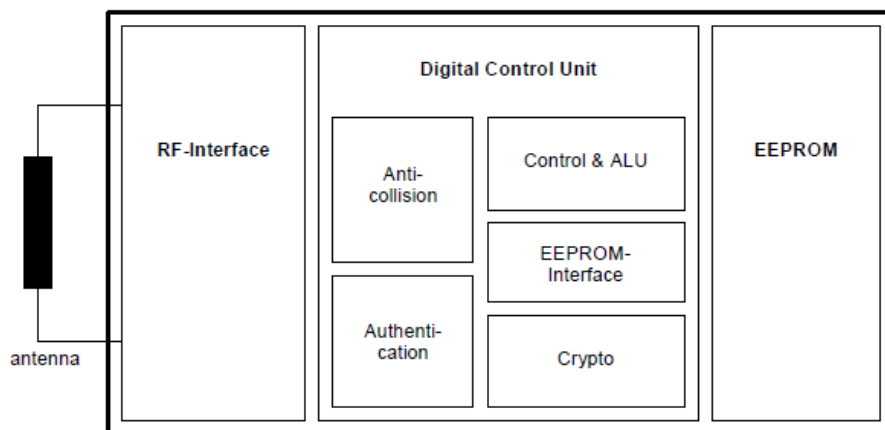 Digital Control Unit
RF-Interface
EEPROM
Anti-
collision
Control & ALU
EEPROM-
Interface
Authenti-
cation
Crypto
antenna